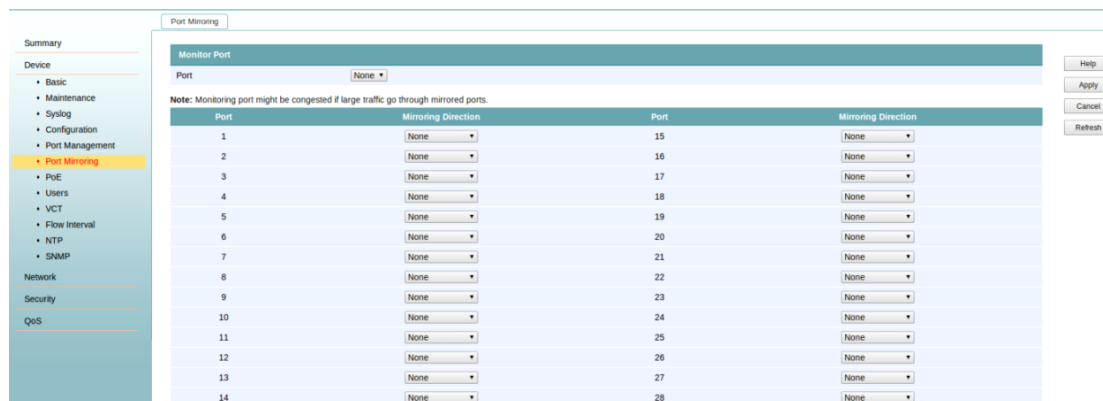 Port Mirroring
Summary
Device
Basic
Maintenance
Syslog
Configuration
Port Management
Port Mirroring
PoE
Users
VCT
Flow Interval
NTP
SNMP
Network
Security
QoS
Monitor Port
Port None
Note: Monitoring port might be congested if large traffic go through mirrored ports.
Port Mirroring Direction Port Mirroring Direction
1 None 15 None
2 None 16 None
3 None 17 None
4 None 18 None
5 None 19 None
6 None 20 None
7 None 21 None
8 None 22 None
9 None 23 None
10 None 24 None
11 None 25 None
12 None 26 None
13 None 27 None
14 None 28 None
Help
Apply
Cancel
Refresh